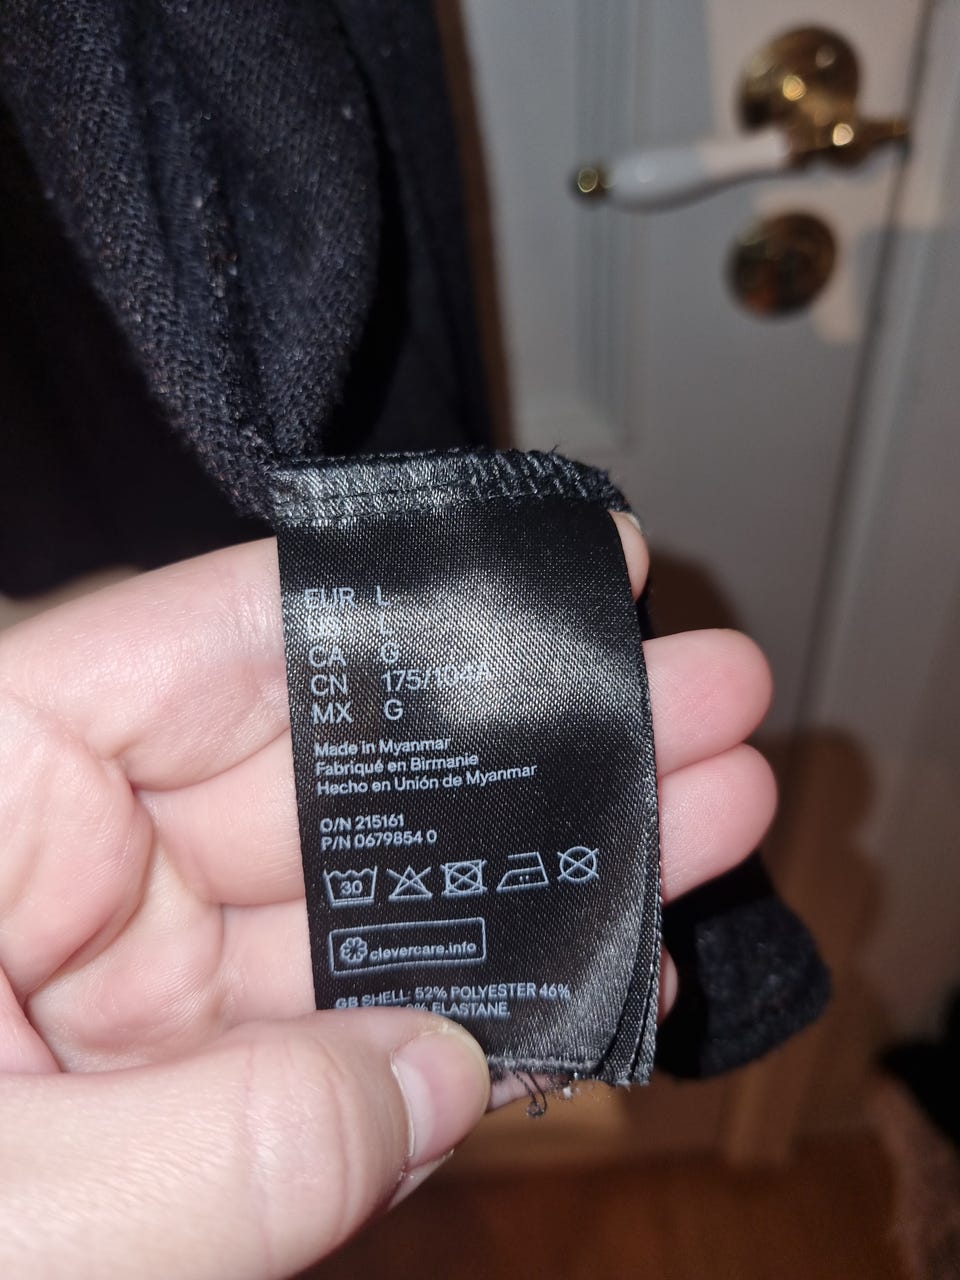 EUR L
US L
CA G
CN 175/104A
MX G
Made in Myanmar
Fabriqué en Birmanie
Hecho en Unión de Myanmar
O/N 215161
P/N 0679854 0
30
clevercare.info
GB SHELL: 52% POLYESTER 46%
ELASTANE.